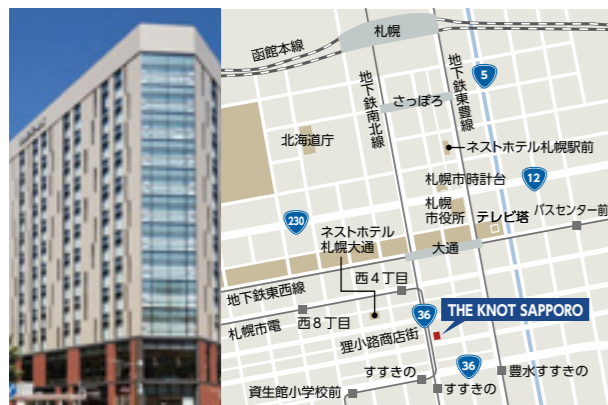 札幌
函館本線
地下鉄南北線
地下鉄東豊線
5
さっぽろ
北海道庁
ネストホテル札幌駅前
札幌市時計台
12
札幌
市役所
テレビ塔
バスセンター前
230
ネストホテル
札幌大通
大通
西4丁目
地下鉄東西線
札幌市電
西8丁目
36
THE KNOT SAPPORO
狸小路商店街
36
すすきの
すすきの
豊水すすきの
資生館小学校前